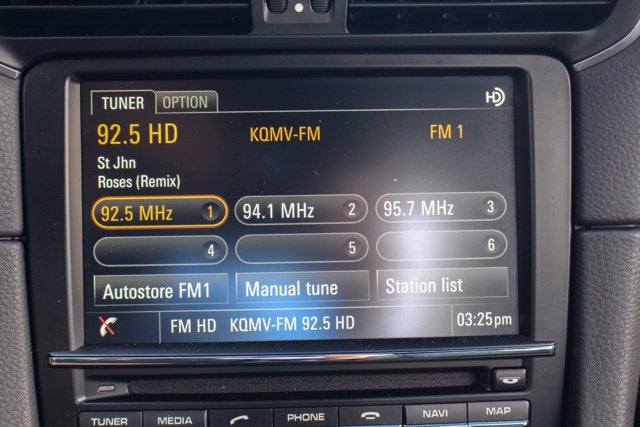 TUNER OPTION HD
92.5 HD KQMV-FM FM 1
St Jhn
Roses (Remix)
92.5 MHz 1 94.1 MHz 2 95.7 MHz 3
4 5 6
Autostore FM1 Manual tune Station list
FM HD KQMV-FM 92.5 HD 03:25pm
TUNER MEDIA PHONE NAVI MAP